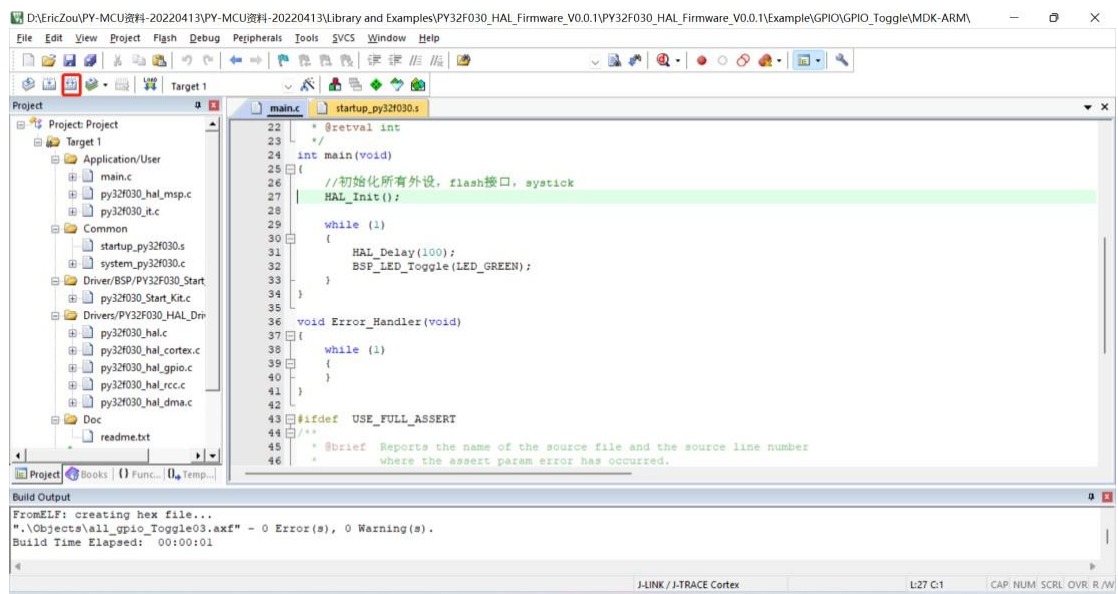 D:\EricZou\PY-MCU资料-20220413\PY-MCU资料-20220413\Library and Examples\PY32F030_HAL_Firmware_V0.0.1\PY32F030_HAL_Firmware_V0.0.1\Example\GPIO\GPIO_Toggle\MDK-ARM\
File Edit View Project Flash Debug Peripherals Tools SVCS Window Help
LOAD Target 1
Project
Project: Project
Target 1
Application/User
main.c
py32f030_hal_msp.c
py32f030_it.c
Common
startup_py32f030.s
system_py32f030.c
Driver/BSP/PY32F030_Start
py32f030_Start_Kit.c
Drivers/PY32F030_HAL_Dri
py32f030_hal.c
py32f030_hal_cortex.c
py32f030_hal_gpio.c
py32f030_hal_rcc.c
py32f030_hal_dma.c
Doc
readme.txt
Project Books {} Func... Temp...
main.c startup_py32f030.s
22 * @retval int
23 */
24 int main(void)
25 {
26 //初始化所有外设，flash接口，systick
27 HAL_Init();
28
29 while (1)
30 {
31 HAL_Delay(100);
32 BSP_LED_Toggle(LED_GREEN);
33 }
34 }
35
36 void Error_Handler(void)
37 {
38 while (1)
39 {
40 }
41 }
42
43 #ifdef USE_FULL_ASSERT
44 /**
45 * @brief Reports the name of the source file and the source line number
46 * where the assert param error has occurred.
Build Output
FromELF: creating hex file...
".\Objects\all_gpio_Toggle03.axf" - 0 Error(s), 0 Warning(s).
Build Time Elapsed: 00:00:01
J-LINK / J-TRACE Cortex L:27 C:1 CAP NUM SCRL OVR R/W